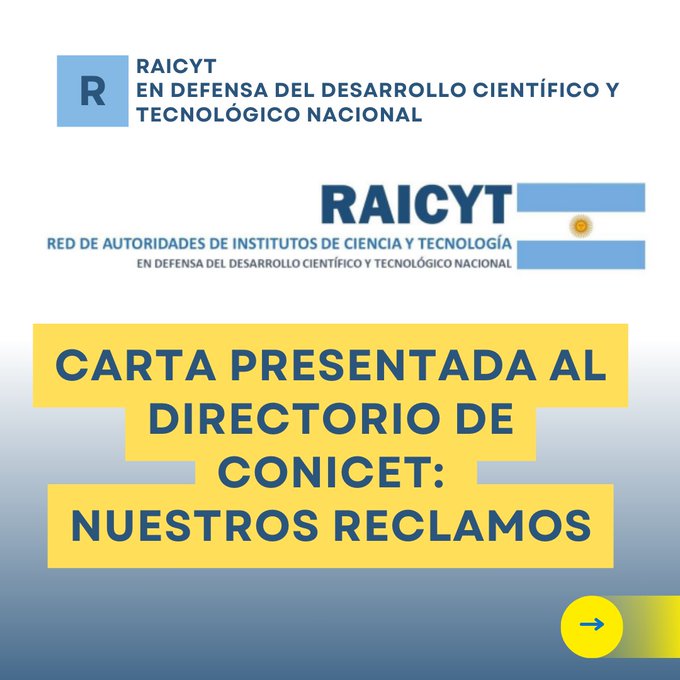 R
RAICYT
EN DEFENSA DEL DESARROLLO CIENTÍFICO Y
TECNOLÓGICO NACIONAL
RAICYT
RED DE AUTORIDADES DE INSTITUTOS DE CIENCIA Y TECNOLOGÍA
EN DEFENSA DEL DESARROLLO CIENTÍFICO Y TECNOLÓGICO NACIONAL
CARTA PRESENTADA AL
DIRECTORIO DE
CONICET:
NUESTROS RECLAMOS